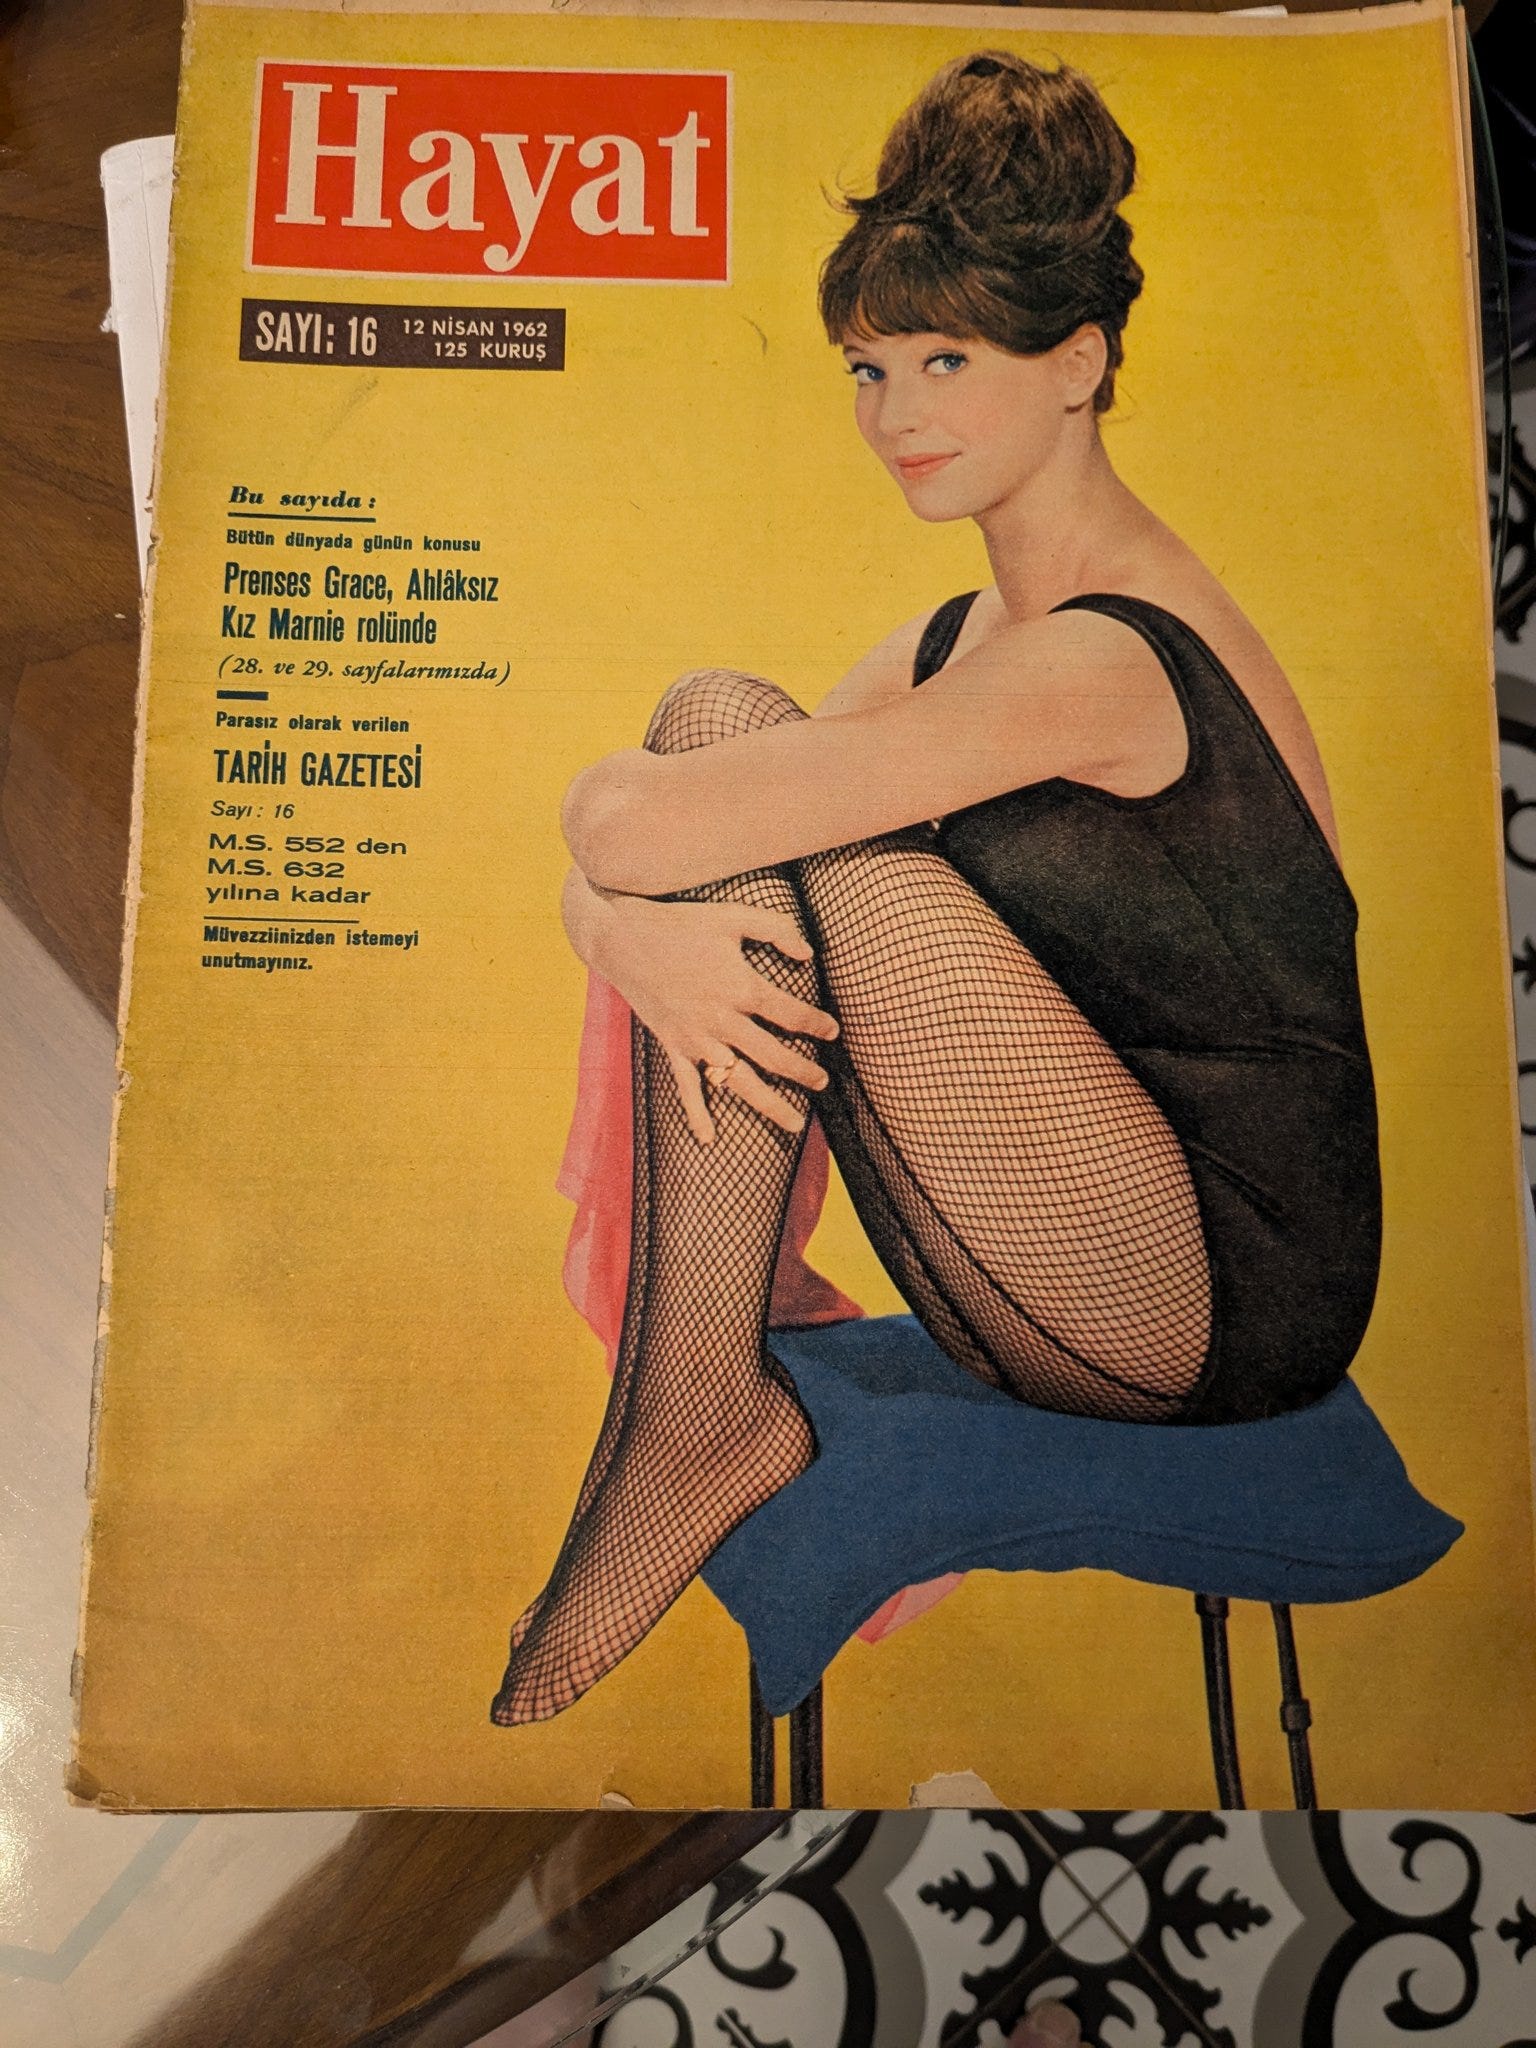 Hayat
SAYI: 16
12 NİSAN 1962
125 KURUŞ
Bu sayıda :
Bütün dünyada günün konusu
Prenses Grace, Ahlâksız
Kız Marnie rolünde
(28. ve 29. sayfalarımızda)
Parasız olarak verilen
TARİH GAZETESİ
Sayı : 16
M.S. 552 den
M.S. 632
yılına kadar
Müvezziinizden istemeyi
unutmayınız.